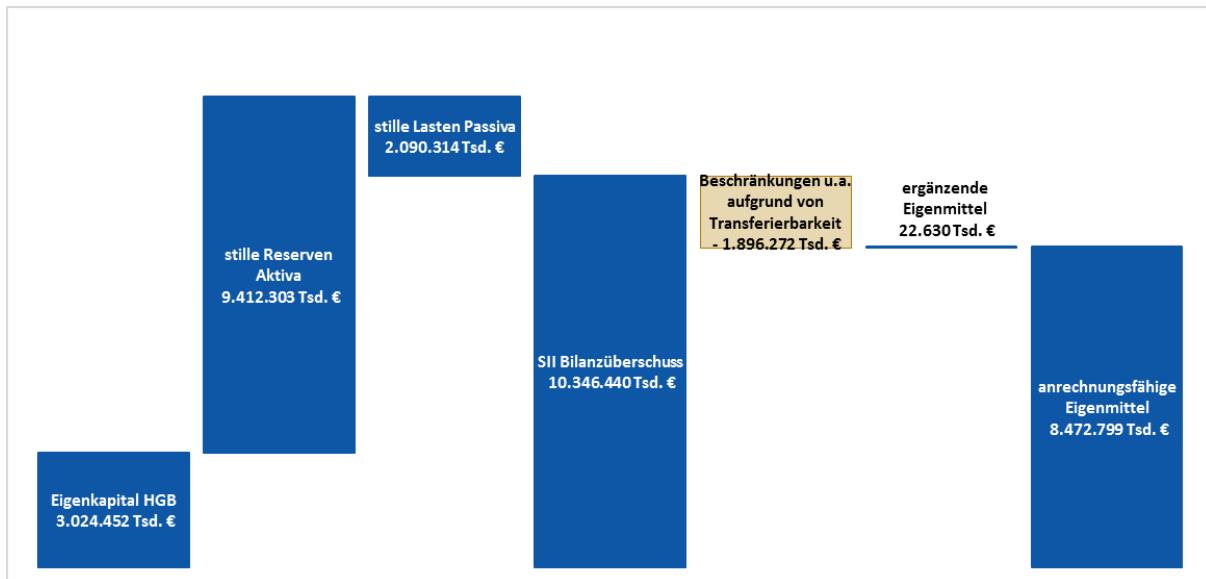 Eigenkapital HGB
3.024.452 Tsd. €
stille Reserven
Aktiva
9.412.303 Tsd. €
stille Lasten Passiva
2.090.314 Tsd. €
SII Bilanzüberschuss
10.346.440 Tsd. €
Beschränkungen u.a.
aufgrund von
Transferierbarkeit
- 1.896.272 Tsd. €
ergänzende
Eigenmittel
22.630 Tsd. €
anrechnungsfähige
Eigenmittel
8.472.799 Tsd. €